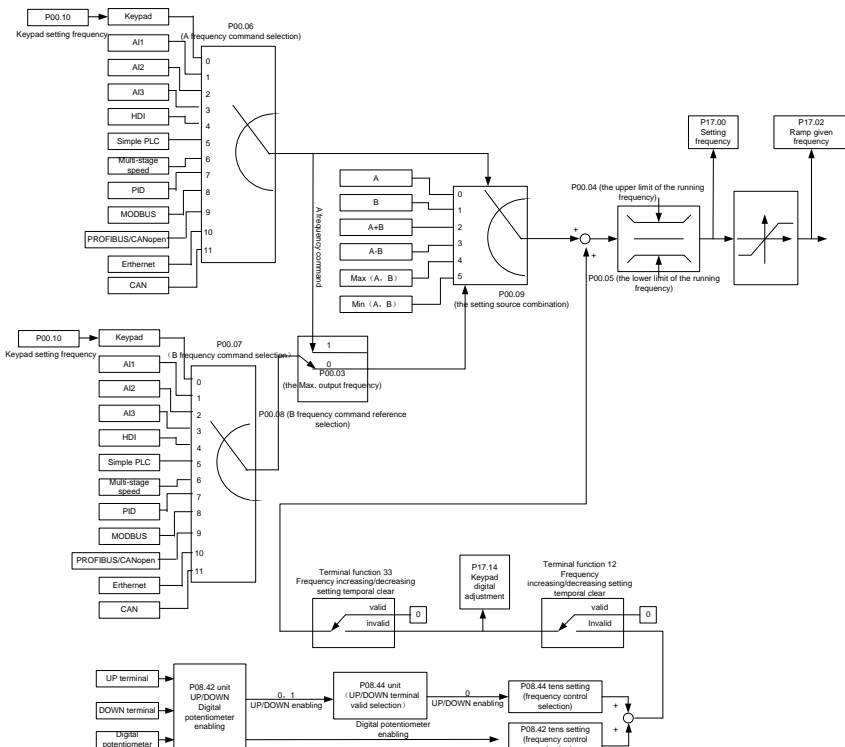 P00.10
Keypad
Keypad setting frequency
P00.06
(A frequency command selection)
AI1
AI2
AI3
HDI
Simple PLC
Multi-stage
speed
PID
MODBUS
PROFIBUS/CANopen
Erthernet
CAN
0
1
2
3
4
5
6
7
8
9
10
11
A frequency command
A
B
A+B
A-B
Max（A，B）
Min（A，B）
0
1
2
3
4
5
P00.09
(the setting source combination)
+
+
P00.04 (the upper limit of the running
frequency)
P00.05 (the lower limit of the running
frequency)
P17.00
Setting
frequency
P17.02
Ramp given
frequency
P00.10
Keypad
Keypad setting frequency
P00.07
（B frequency command selection）
AI1
AI2
AI3
HDI
Simple PLC
Multi-stage
speed
PID
MODBUS
PROFIBUS/CANopen
Erthernet
CAN
0
1
2
3
4
5
6
7
8
9
10
11
1
0
P00.03
(the Max. output frequency)
P00.08 (B frequency command reference
selection)
Terminal function 33
Frequency increasing/decreasing
setting temporal clear
valid
invalid
0
P17.14
Keypad
digital
adjustment
Terminal function 12
Frequency
increasing/decreasing setting
temporal clear
valid
Invalid
0
UP terminal
DOWN terminal
Digital
potentiometer
P08.42 unit
UP/DOWN
Digital
potentiometer
enabling
0，1
UP/DOWN enabling
P08.44 unit
（UP/DOWN terminal
valid selection）
0
UP/DOWN enabling
P08.44 tens setting
(frequency control
selection)
Digital potentiometer
enabling
P08.42 tens setting
(frequency control
+
+